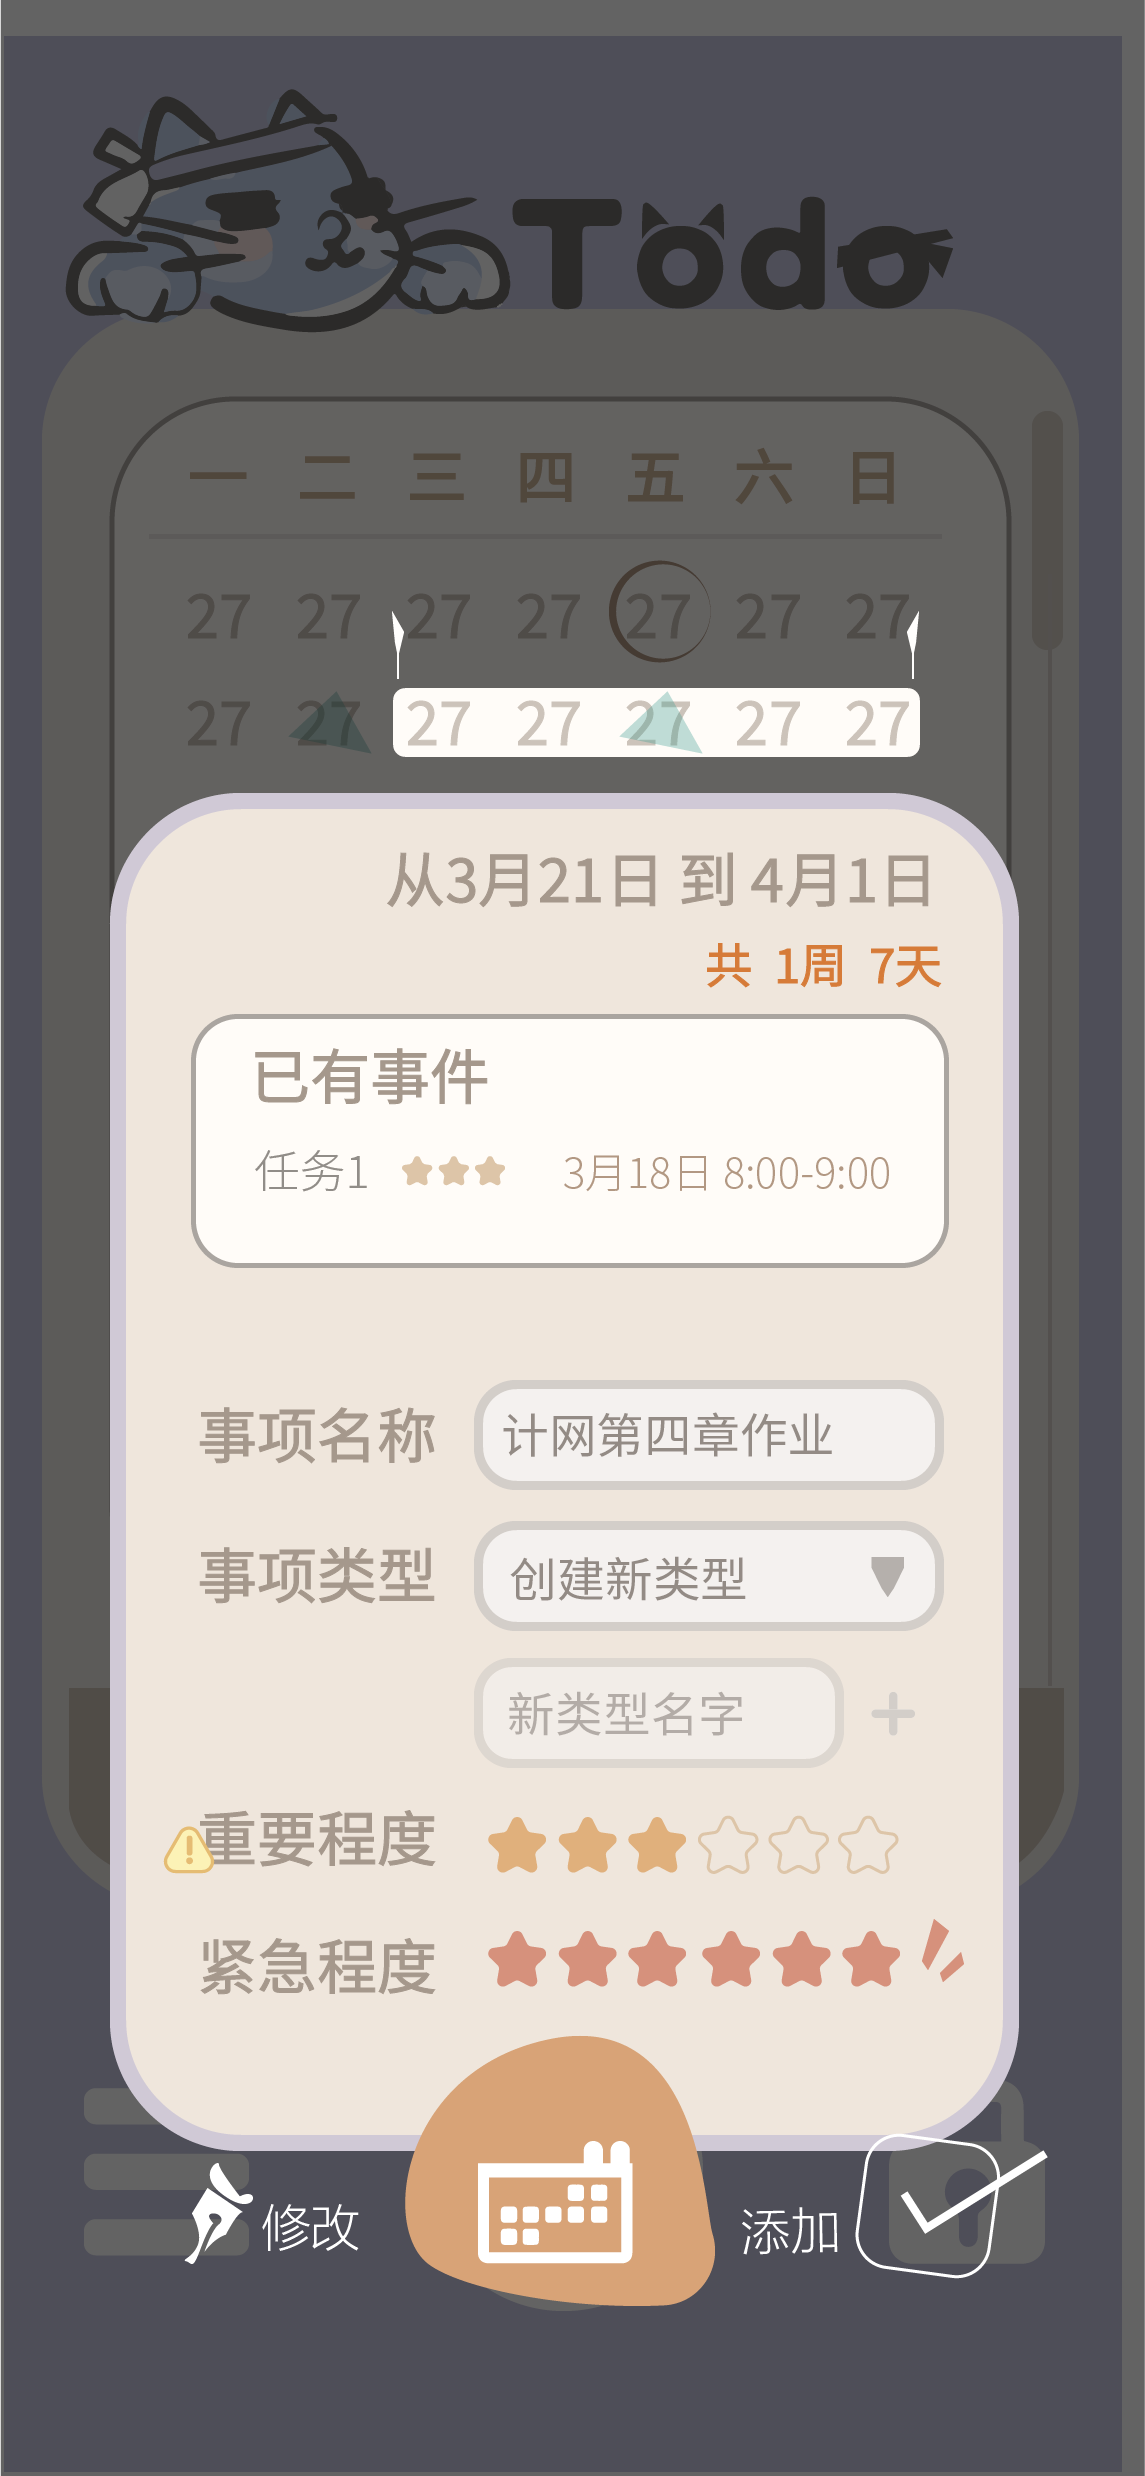 Todo
一 二 三 四 五 六 日
27 27 27 27 27 27 27
27 27 27 27 27 27 27
从3月21日 到 4月1日
共 1周 7天
已有事件
任务1 3月18日 8:00-9:00
事项名称 计网第四章作业
事项类型 创建新类型
新类型名字 +
重要程度
紧急程度
修改 添加